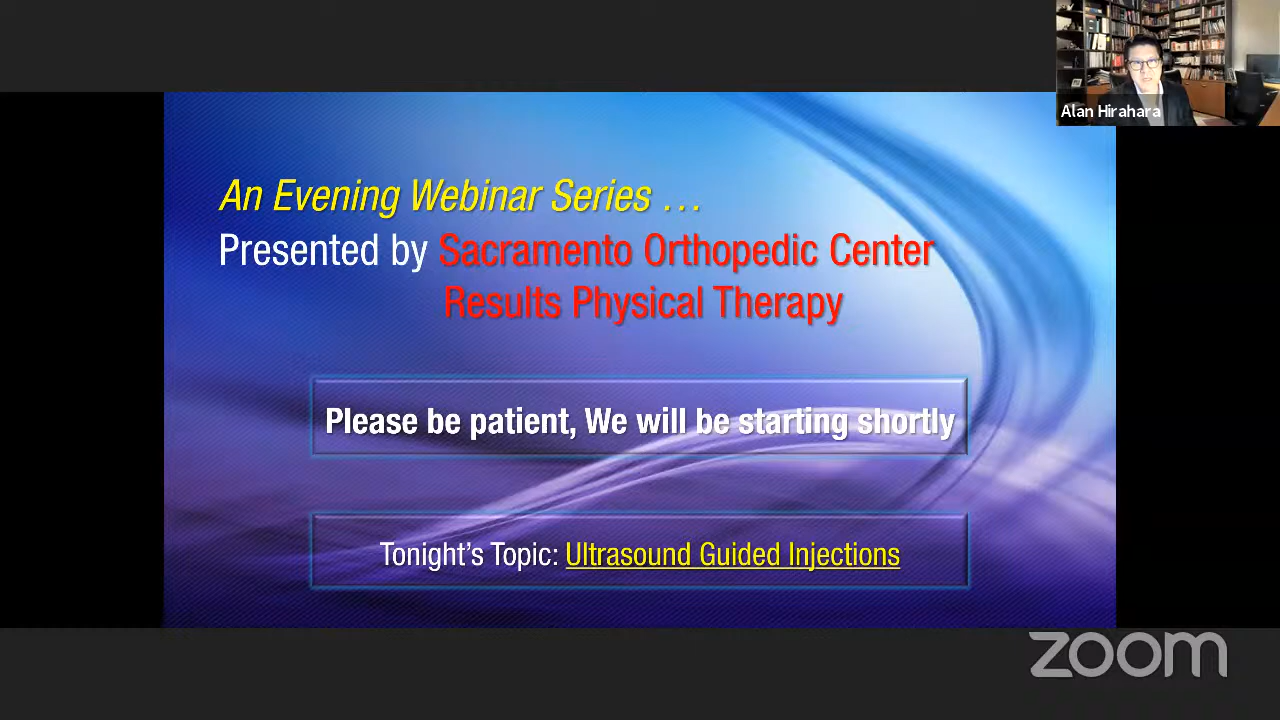 Alan Hirahara
An Evening Webinar Series ...
Presented by Sacramento Orthopedic Center
Results Physical Therapy
Please be patient, We will be starting shortly
Tonight's Topic: Ultrasound Guided Injections
zoom